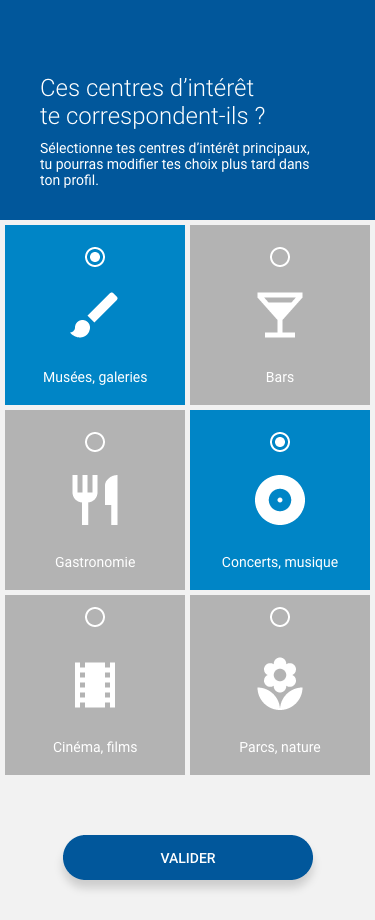 Ces centres d’intérêt
te correspondent-ils ?
Sélectionne tes centres d’intérêt principaux,
tu pourras modifier tes choix plus tard dans
ton profil.
Musées, galeries
Bars
Gastronomie
Concerts, musique
Cinéma, films
Parcs, nature
VALIDER